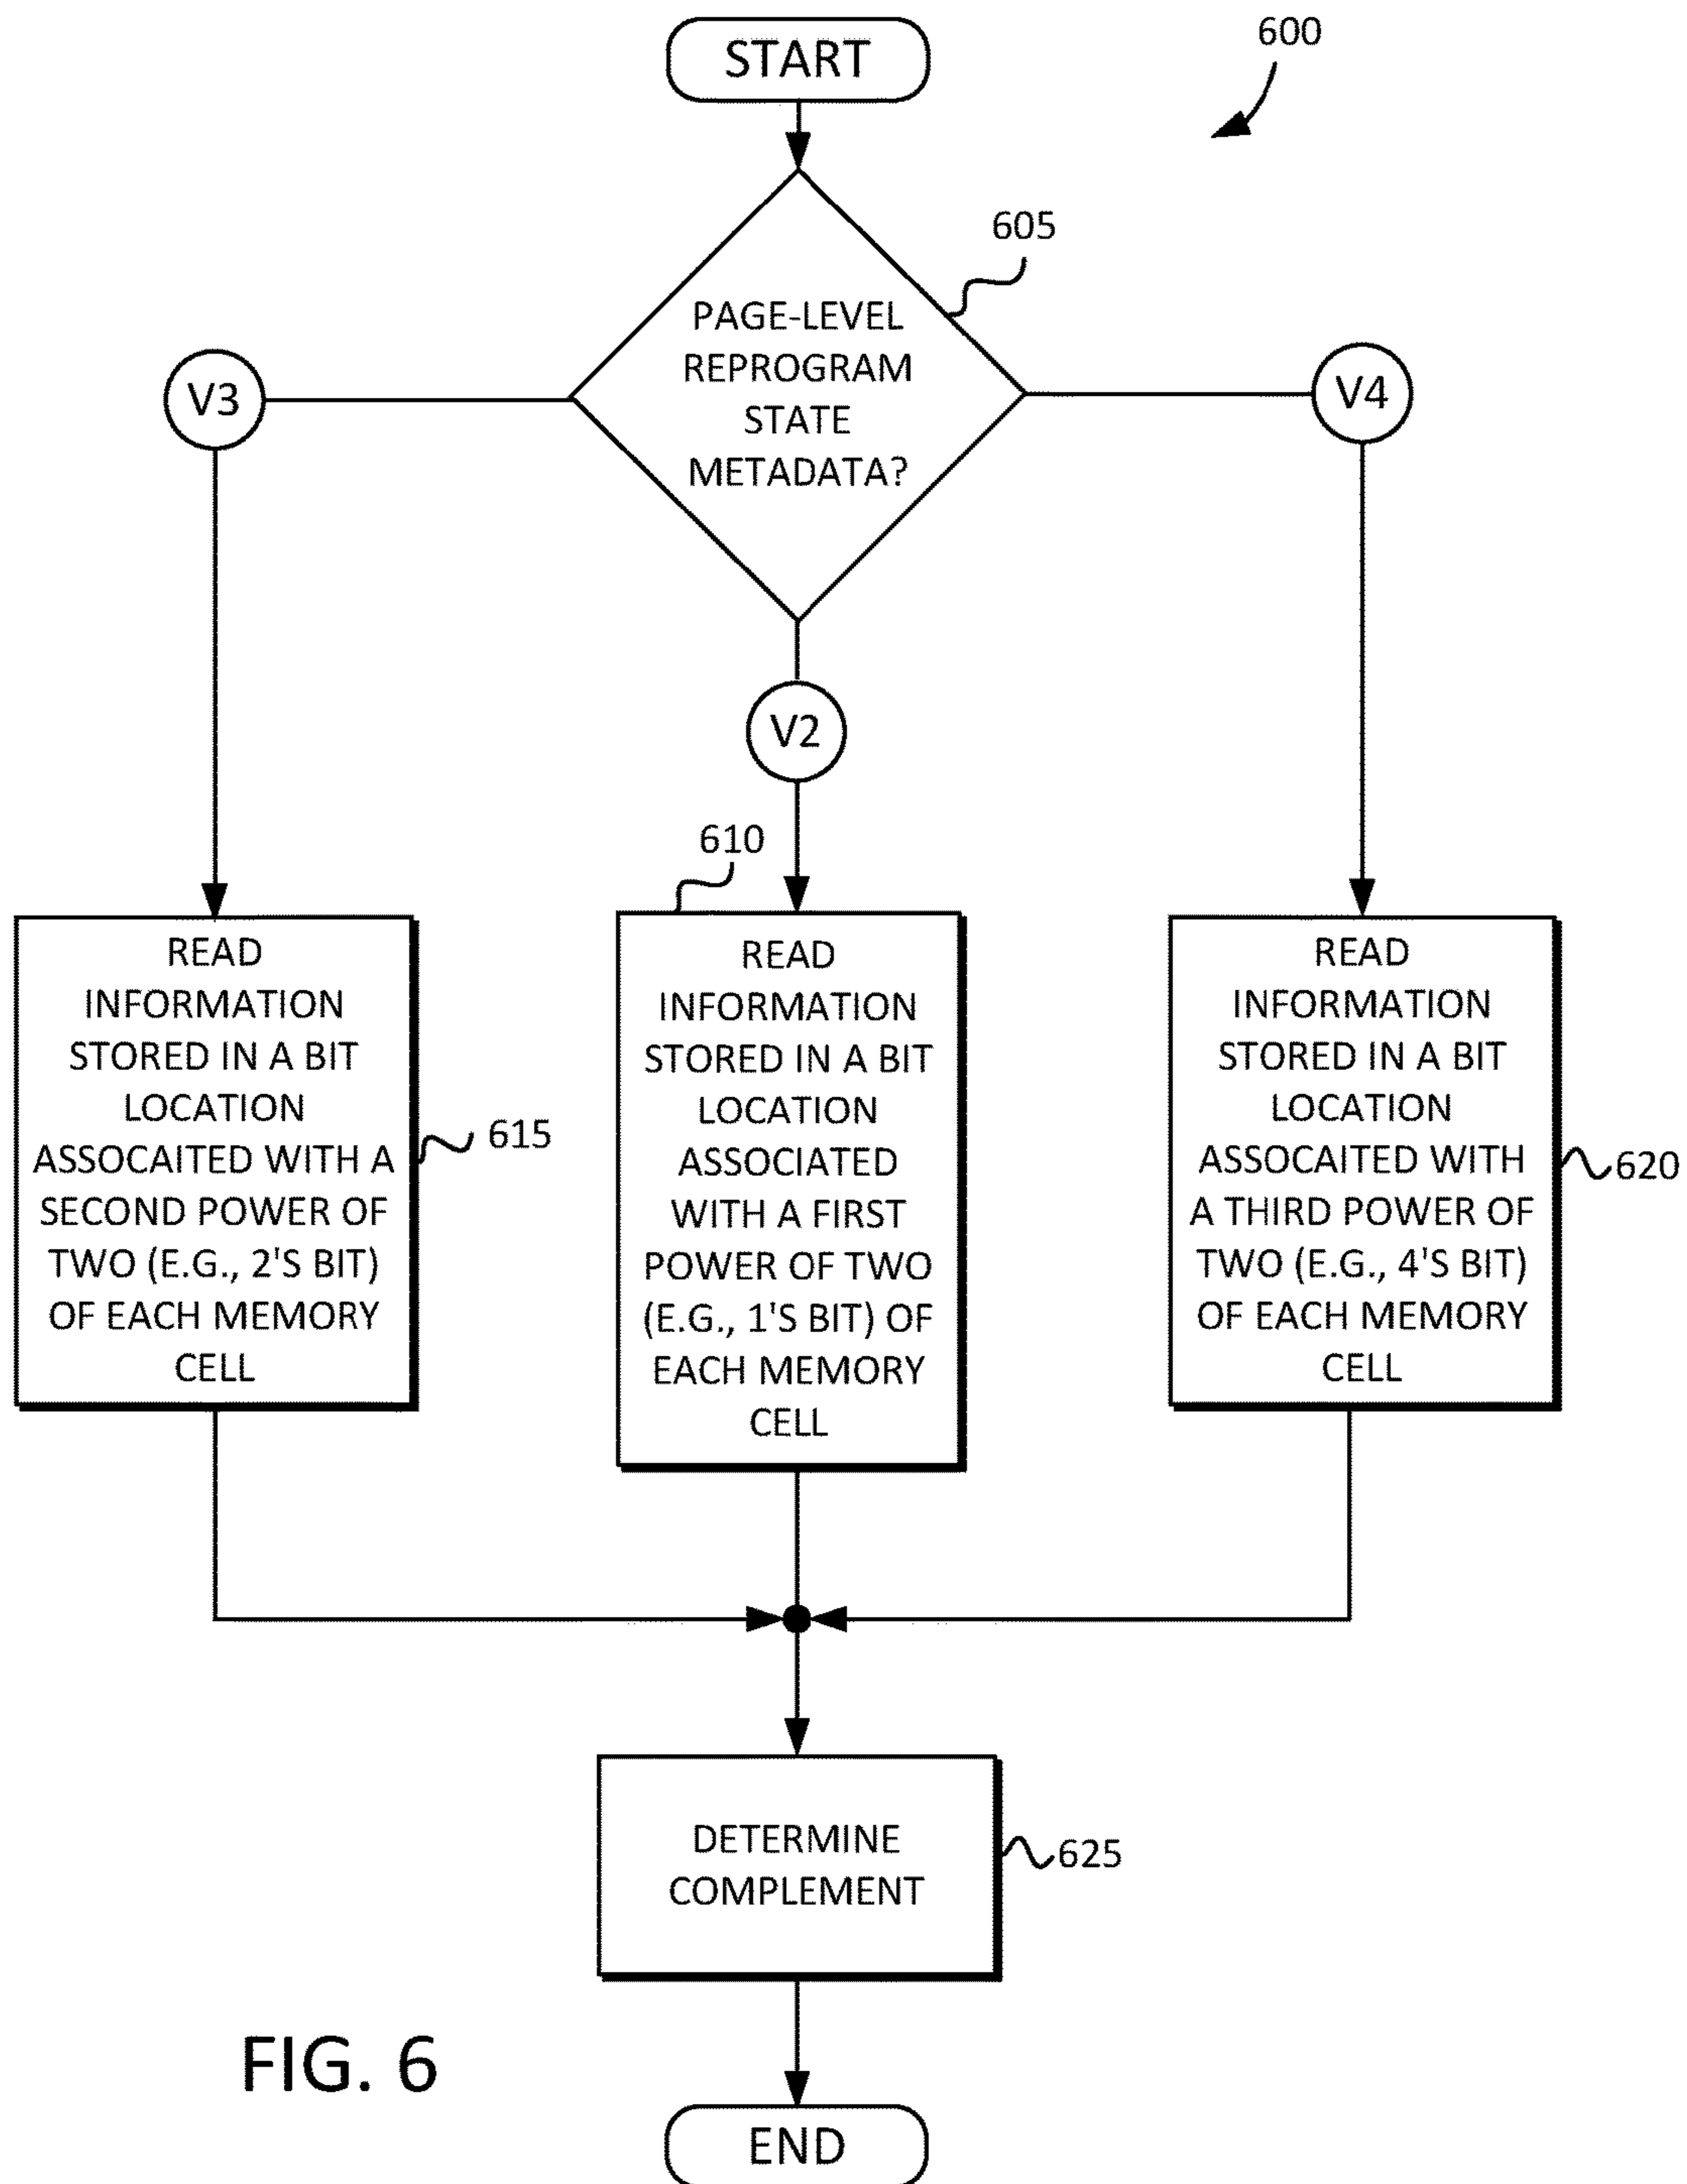 START
600
605
PAGE-LEVEL
REPROGRAM
STATE
METADATA?
V3
V4
V2
610
READ
INFORMATION
STORED IN A BIT
LOCATION
ASSOCAITED WITH A
SECOND POWER OF
TWO (E.G., 2'S BIT)
OF EACH MEMORY
CELL
615
READ
INFORMATION
STORED IN A BIT
LOCATION
ASSOCIATED
WITH A FIRST
POWER OF TWO
(E.G., 1'S BIT) OF
EACH MEMORY
CELL
READ
INFORMATION
STORED IN A BIT
LOCATION
ASSOCAITED WITH
A THIRD POWER OF
TWO (E.G., 4'S BIT)
OF EACH MEMORY
CELL
620
DETERMINE
COMPLEMENT
625
FIG. 6
END